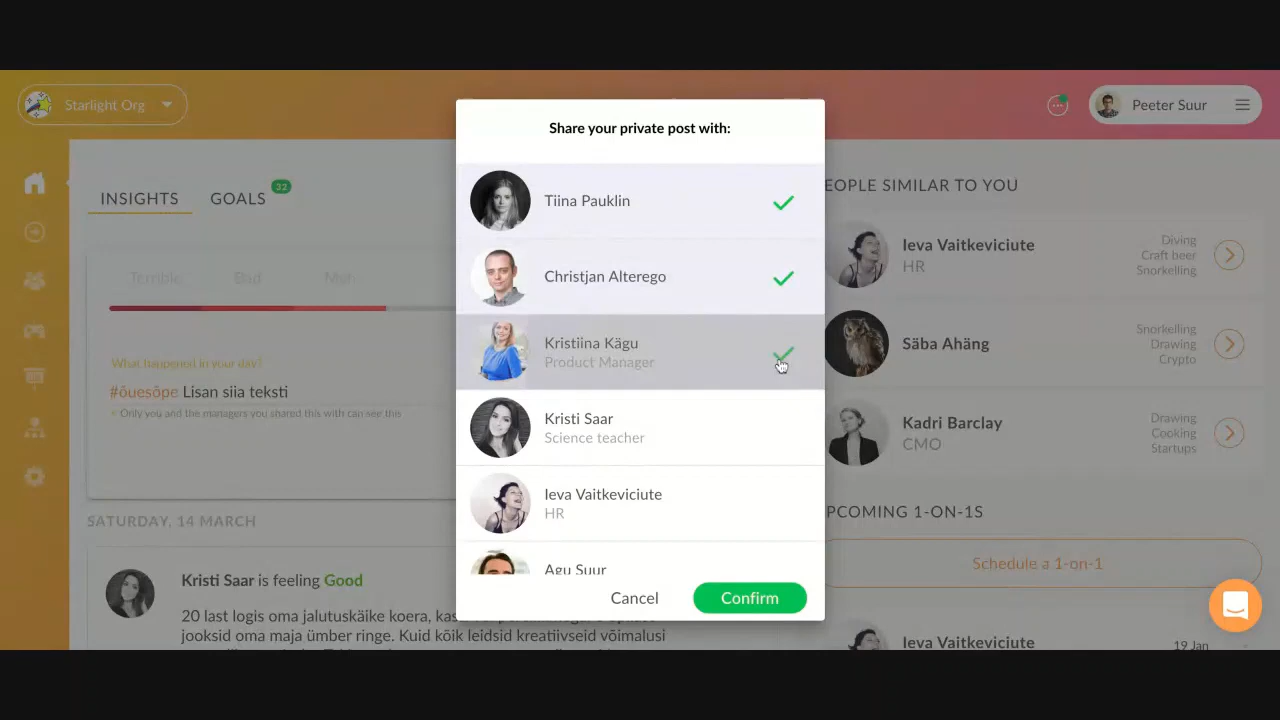 Starlight Org
Peeter Suur
Share your private post with:
Tiina Pauklin
Christjan Alterego
Kristiina Kägu
Product Manager
Kristi Saar
Science teacher
Ieva Vaitkeviciute
HR
Agu Suur
Cancel
Confirm
INSIGHTS
GOALS
32
Terrible
Bad
Meh
What happened in your day?
#õuesõpe Lisan siia teksti
Only you and the managers you shared this with can see this
SATURDAY, 14 MARCH
Kristi Saar is feeling Good
20 last logis oma jalutuskäike koera,
jooksid oma maja ümber ringe. Kuid kõik leidsid kreatiivseid võimalusi
EOPLE SIMILAR TO YOU
Ieva Vaitkeviciute
HR
Diving
Craft beer
Snorkelling
Säba Ahäng
Snorkelling
Drawing
Crypto
Kadri Barclay
CMO
Drawing
Cooking
Startups
PCOMING 1-ON-1S
Schedule a 1-on-1
Ieva Vaitkeviciute
19 Jan